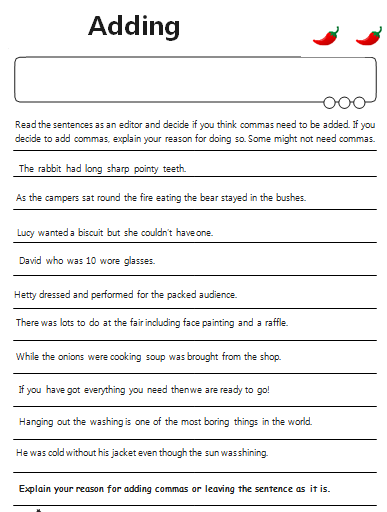 Adding
Read the sentences as an editor and decide if you think commas need to be added. If you
decide to add commas, explain your reason for doing so. Some might not need commas.
The rabbit had long sharp pointy teeth.
As the campers sat round the fire eating the bear stayed in the bushes.
Lucy wanted a biscuit but she couldn't have one.
David who was 10 wore glasses.
Hetty dressed and performed for the packed audience.
There was lots to do at the fair including face painting and a raffle.
While the onions were cooking soup was brought from the shop.
If you have got everything you need then we are ready to go!
Hanging out the washing is one of the most boring things in the world.
He was cold without his jacket even though the sun was shining.
Explain your reason for adding commas or leaving the sentence as it is.